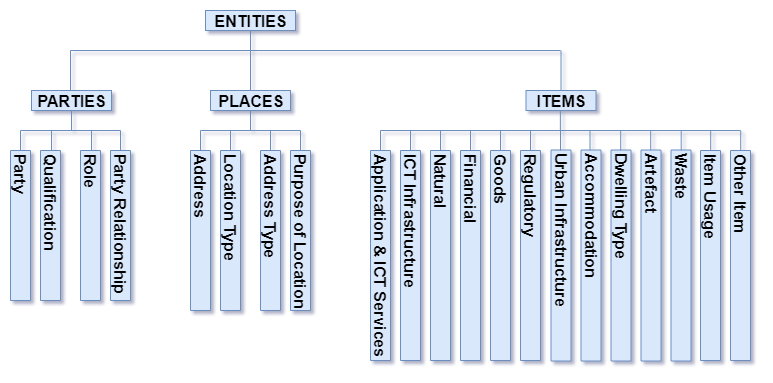 ENTITIES
PARTIES
PLACES
ITEMS
Party
Qualification
Role
Party Relationship
Address
Location Type
Address Type
Purpose of Location
Application & ICT Services
ICT Infrastructure
Natural
Financial
Goods
Regulatory
Urban Infrastructure
Accommodation
Dwelling Type
Artefact
Waste
Item Usage
Other Item